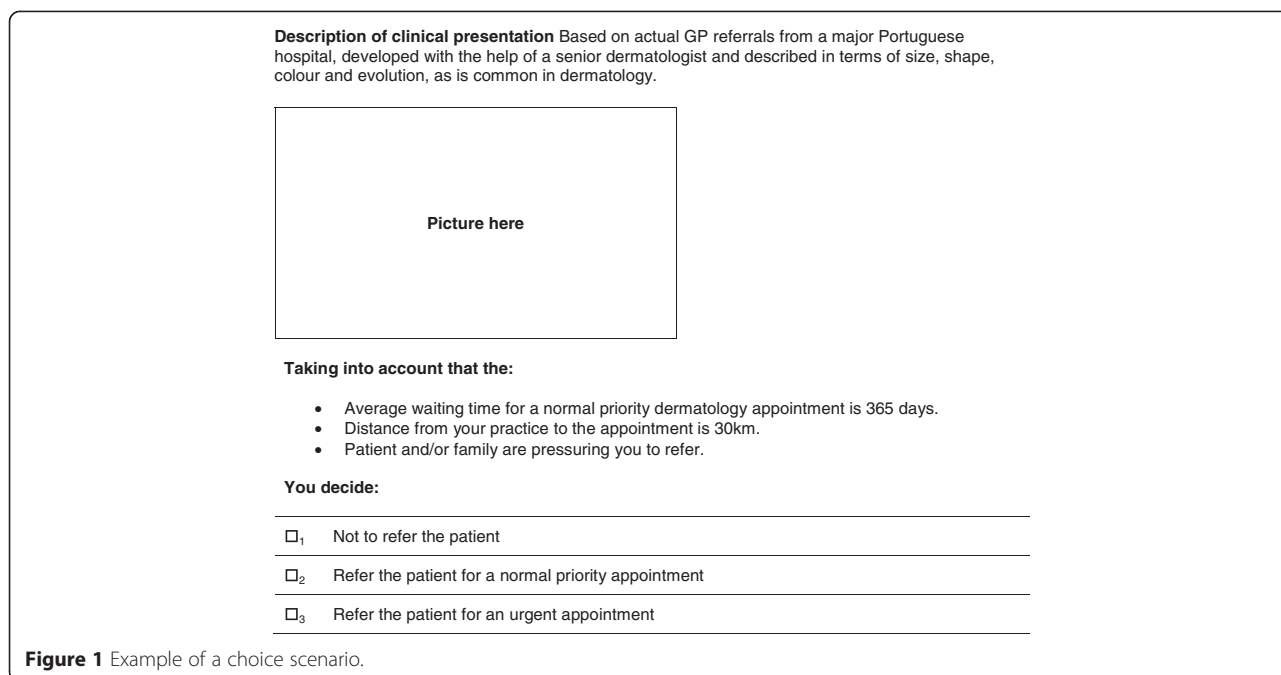 Description of clinical presentation Based on actual GP referrals from a major Portuguese
hospital, developed with the help of a senior dermatologist and described in terms of size, shape,
colour and evolution, as is common in dermatology.
Picture here
Taking into account that the:
• Average waiting time for a normal priority dermatology appointment is 365 days.
• Distance from your practice to the appointment is 30km.
• Patient and/or family are pressuring you to refer.
You decide:
☐1 Not to refer the patient
☐2 Refer the patient for a normal priority appointment
☐3 Refer the patient for an urgent appointment
Figure 1 Example of a choice scenario.